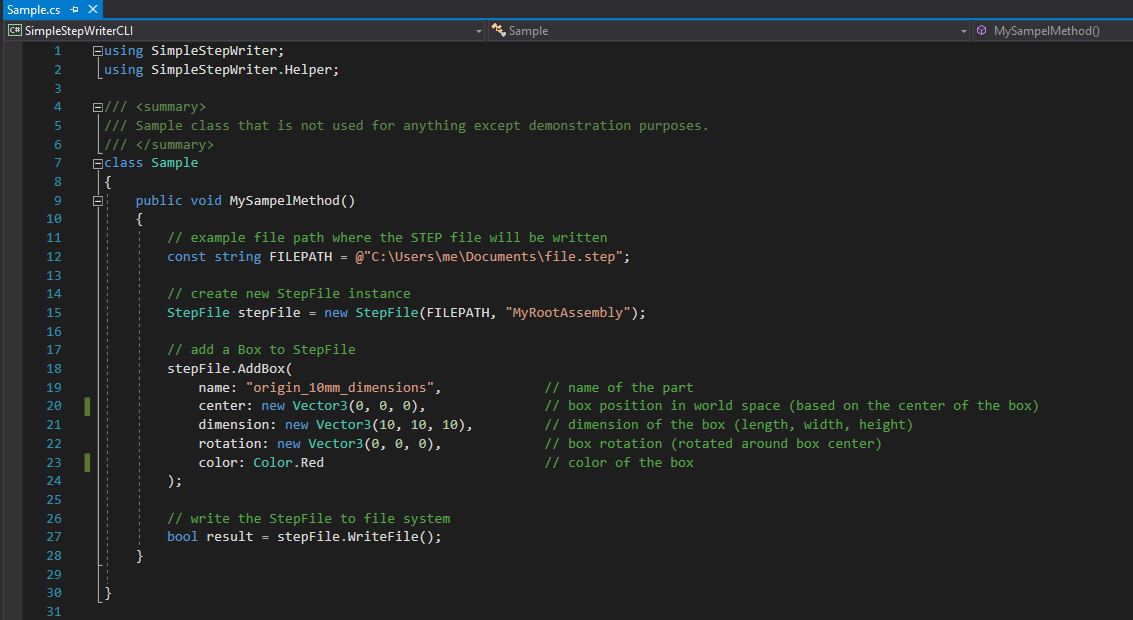 Sample.cs
C# SimpleStepWriterCLI Sample MySampelMethod()
1 using SimpleStepWriter;
2 using SimpleStepWriter.Helper;
3
4 /// <summary>
5 /// Sample class that is not used for anything except demonstration purposes.
6 /// </summary>
7 class Sample
8 {
9 public void MySampelMethod()
10 {
11 // example file path where the STEP file will be written
12 const string FILEPATH = @"C:\Users\me\Documents\file.step";
13
14 // create new StepFile instance
15 StepFile stepFile = new StepFile(FILEPATH, "MyRootAssembly");
16
17 // add a Box to StepFile
18 stepFile.AddBox(
19 name: "origin_10mm_dimensions", // name of the part
20 center: new Vector3(0, 0, 0), // box position in world space (based on the center of the box)
21 dimension: new Vector3(10, 10, 10), // dimension of the box (length, width, height)
22 rotation: new Vector3(0, 0, 0), // box rotation (rotated around box center)
23 color: Color.Red // color of the box
24 );
25
26 // write the StepFile to file system
27 bool result = stepFile.WriteFile();
28 }
29
30 }
31